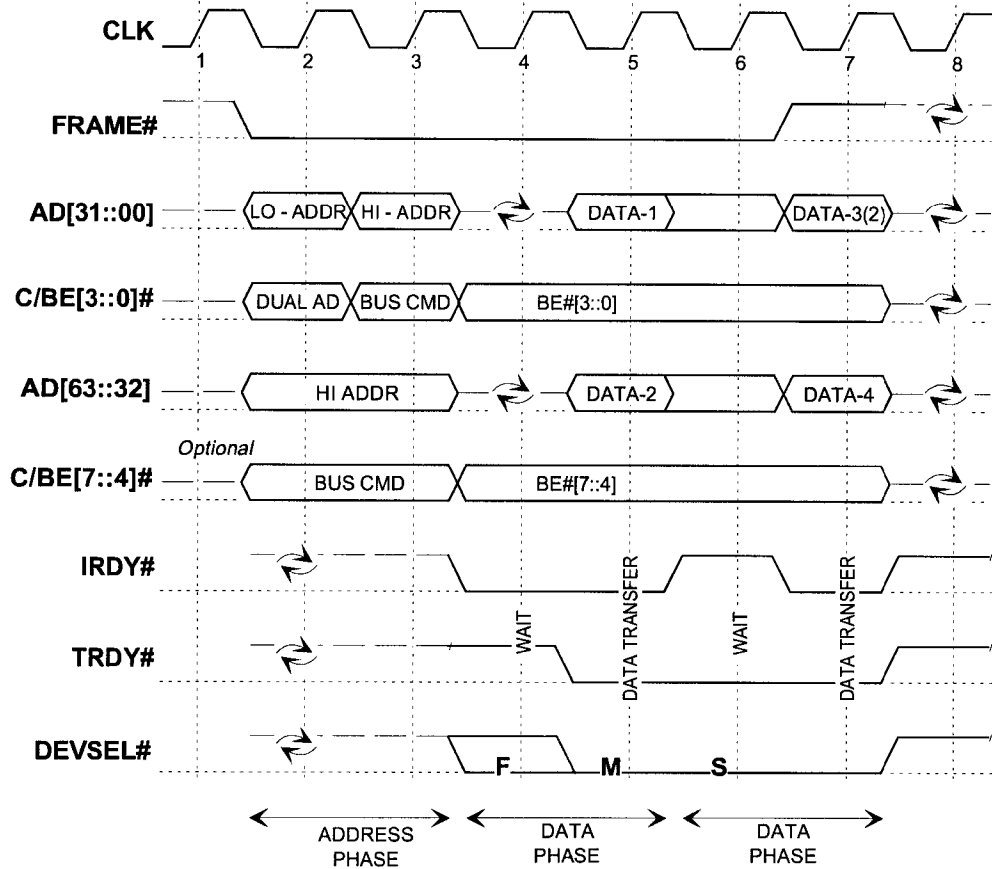 CLK
1 2 3 4 5 6 7 8
FRAME#
AD[31::00] LO - ADDR HI - ADDR DATA-1 DATA-3(2)
C/BE[3::0]# DUAL AD BUS CMD BE#[3::0]
AD[63::32] HI ADDR DATA-2 DATA-4
Optional
C/BE[7::4]# BUS CMD BE#[7::4]
IRDY#
WAIT
DATA TRANSFER
WAIT
DATA TRANSFER
TRDY#
DEVSEL#
F M S
ADDRESS
PHASE
DATA
PHASE
DATA
PHASE